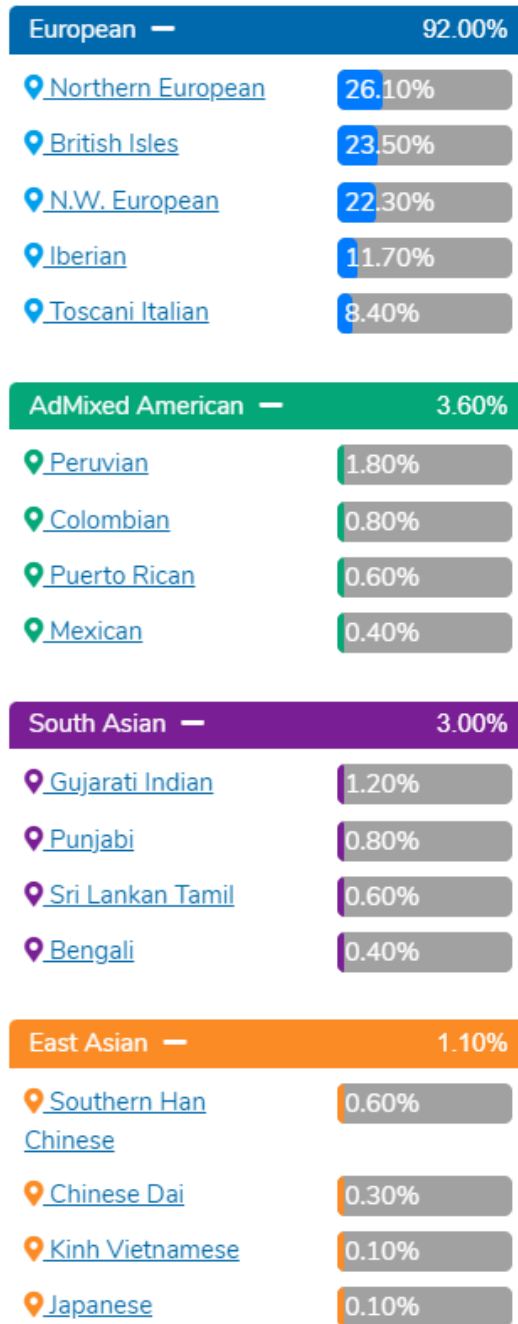 European — 92.00%
Northern European 26.10%
British Isles 23.50%
N.W. European 22.30%
Iberian 11.70%
Toscani Italian 8.40%
AdMixed American — 3.60%
Peruvian 1.80%
Colombian 0.80%
Puerto Rican 0.60%
Mexican 0.40%
South Asian — 3.00%
Gujarati Indian 1.20%
Punjabi 0.80%
Sri Lankan Tamil 0.60%
Bengali 0.40%
East Asian — 1.10%
Southern Han 0.60%
Chinese
Chinese Dai 0.30%
Kinh Vietnamese 0.10%
Japanese 0.10%